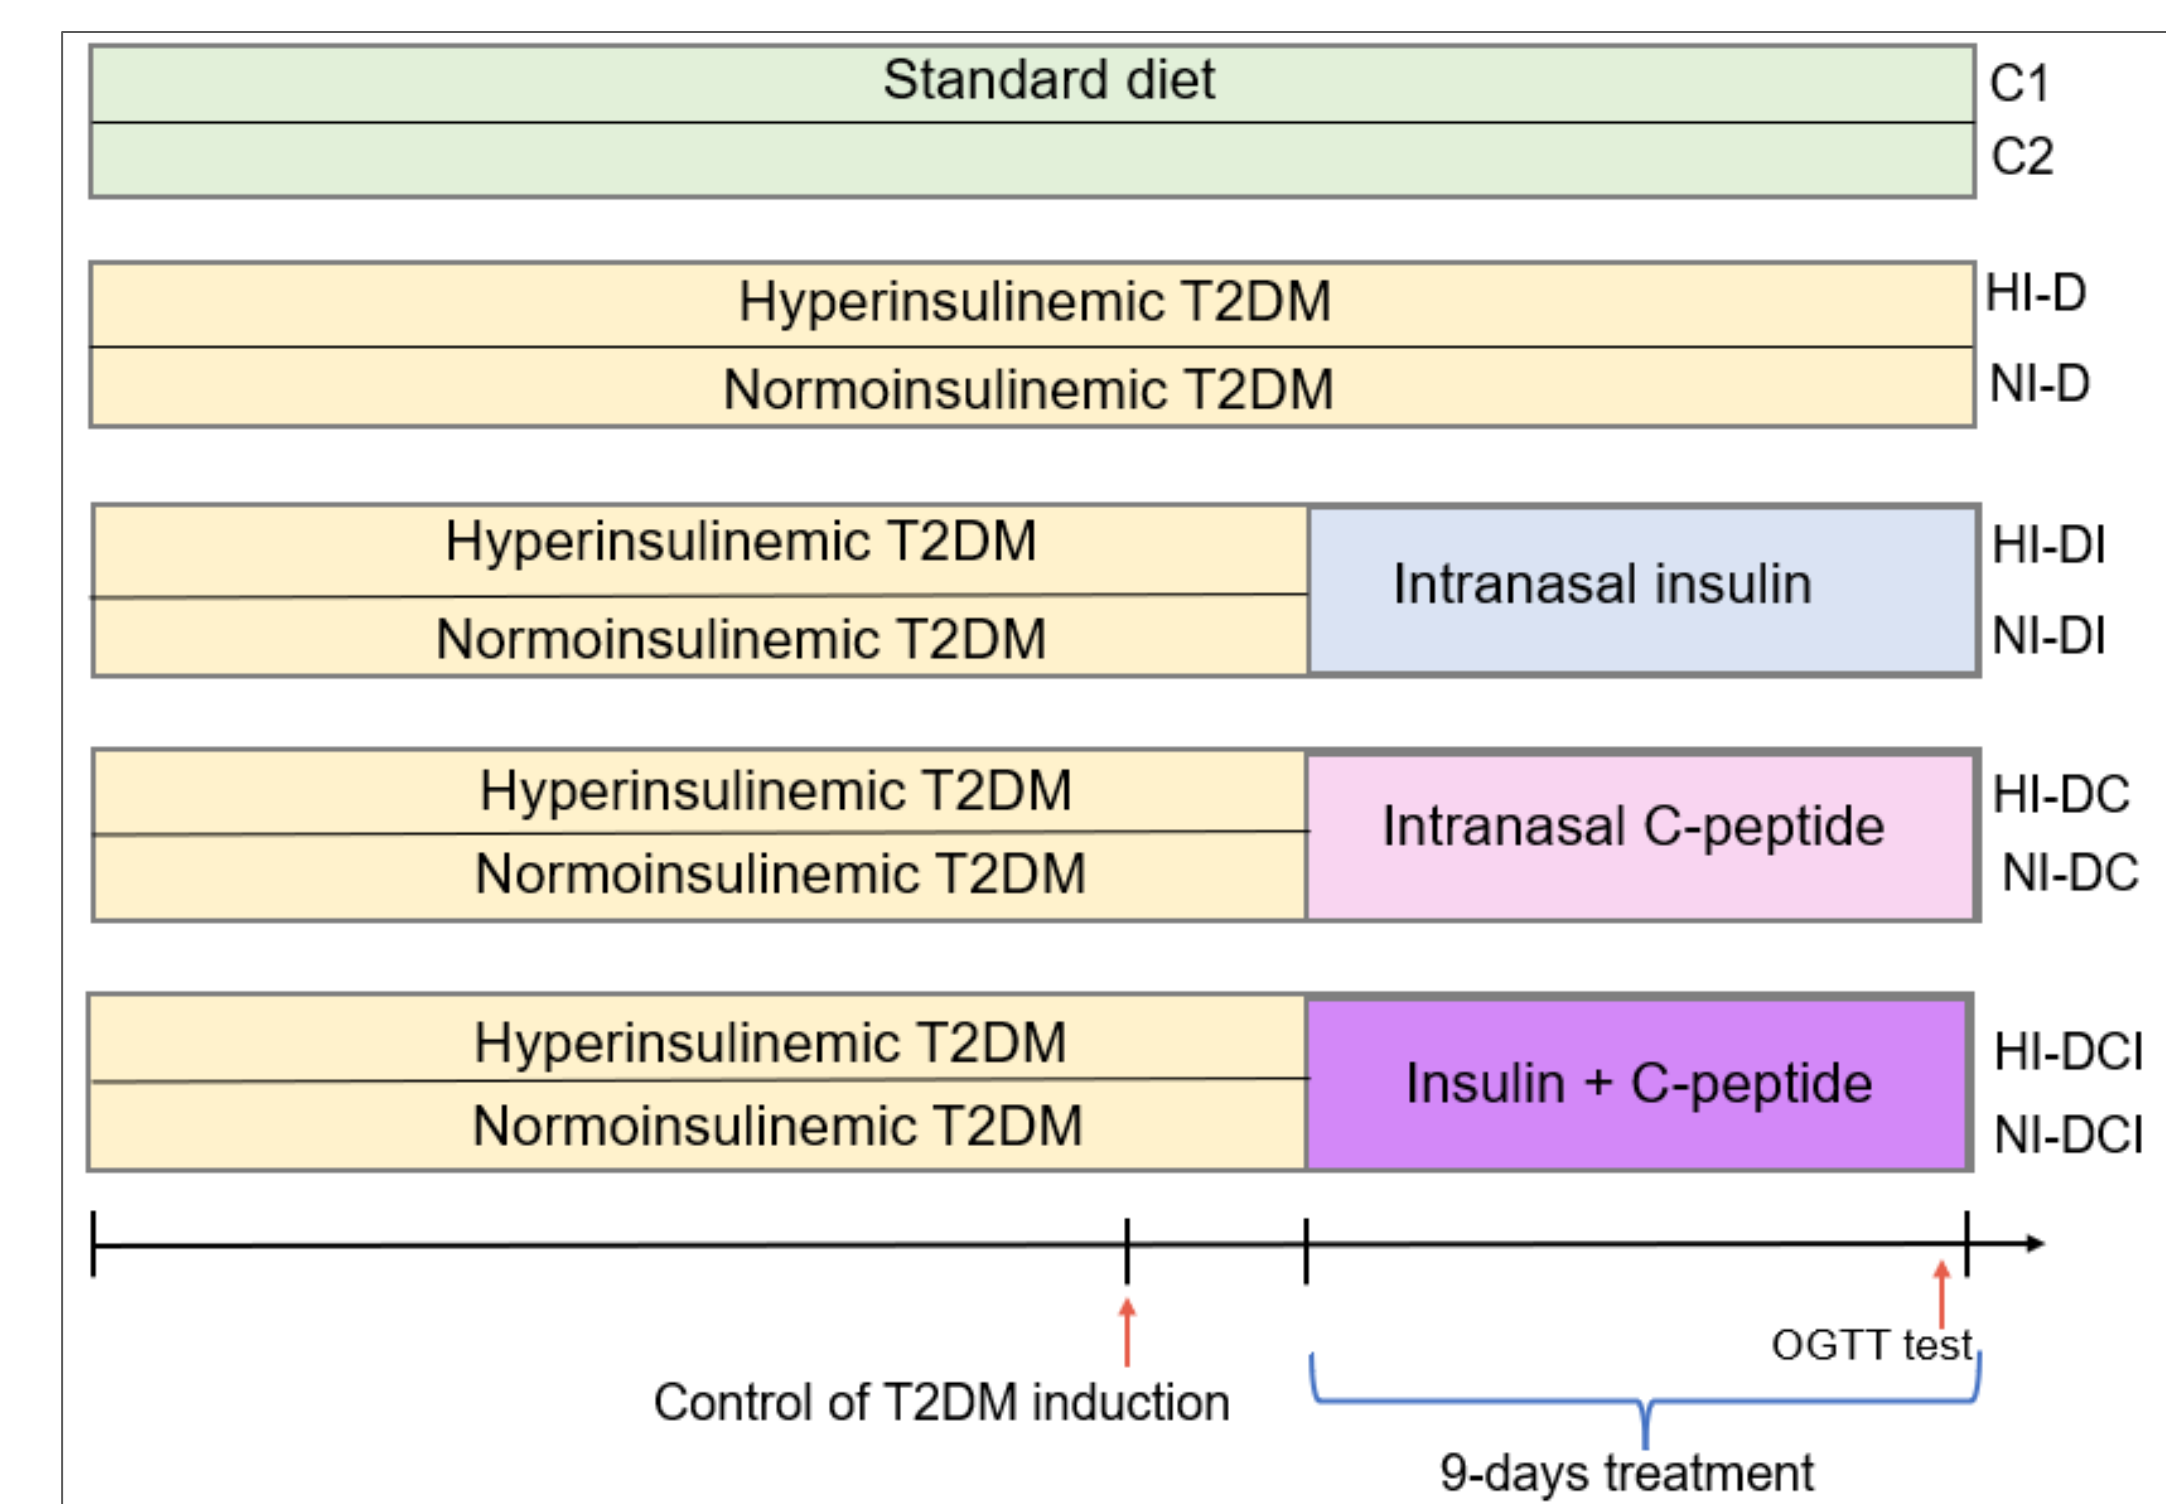 Standard diet
C1
C2
Hyperinsulinemic T2DM
HI-D
Normoinsulinemic T2DM
NI-D
Hyperinsulinemic T2DM
Intranasal insulin
HI-DI
Normoinsulinemic T2DM
NI-DI
Hyperinsulinemic T2DM
Intranasal C-peptide
HI-DC
Normoinsulinemic T2DM
NI-DC
Hyperinsulinemic T2DM
Insulin + C-peptide
HI-DCI
Normoinsulinemic T2DM
NI-DCI
OGTT test
Control of T2DM induction
9-days treatment